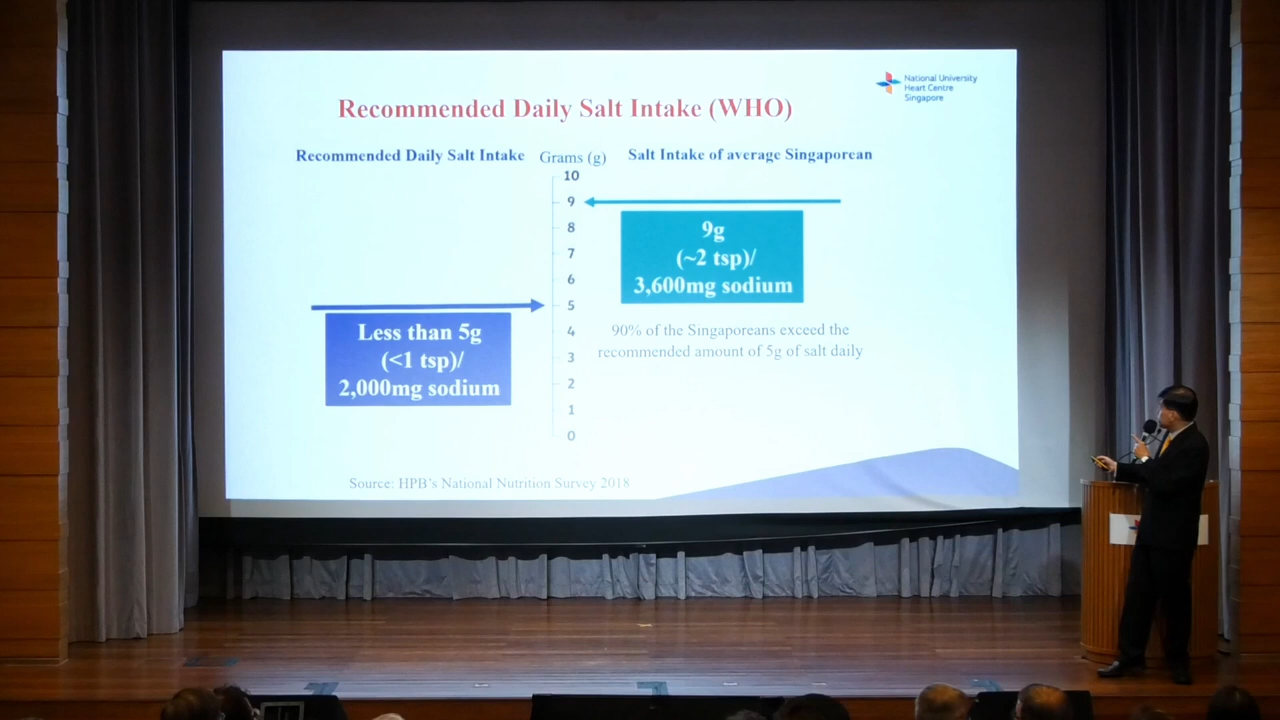 National University
Heart Centre
Singapore
Recommended Daily Salt Intake (WHO)
Recommended Daily Salt Intake
Grams (g)
Salt Intake of average Singaporean
10
9
8
7
6
5
4
3
2
1
0
9g
(~2 tsp)/
3,600mg sodium
Less than 5g
(<1 tsp)/
2,000mg sodium
90% of the Singaporeans exceed the
recommended amount of 5g of salt daily
Source: HPB's National Nutrition Survey 2018